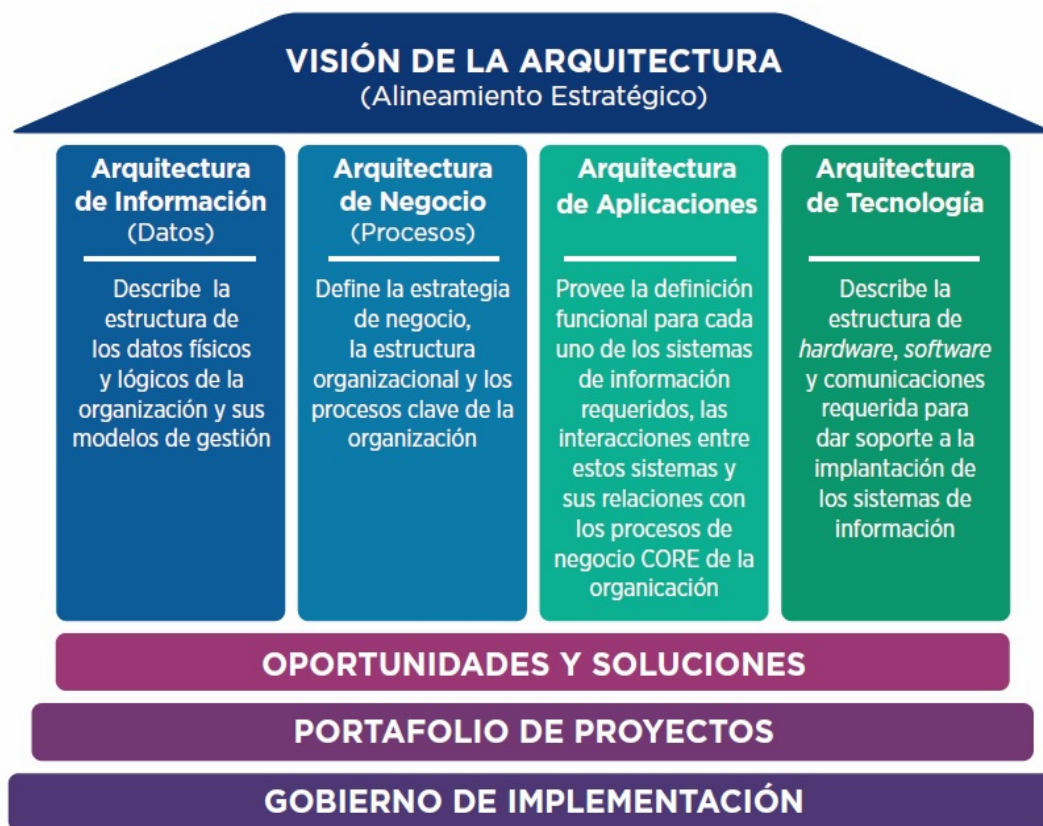 VISIÓN DE LA ARQUITECTURA
(Alineamiento Estratégico)
Arquitectura
de Información
(Datos)
Describe la
estructura de
los datos físicos
y lógicos de la
organización y sus
modelos de gestión
Arquitectura
de Negocio
(Procesos)
Define la estrategia
de negocio,
la estructura
organizacional y los
procesos clave de la
organización
Arquitectura
de Aplicaciones
Provee la definición
funcional para cada
uno de los sistemas
de información
requeridos, las
interacciones entre
estos sistemas y
sus relaciones con
los procesos de
negocio CORE de la
organicación
Arquitectura
de Tecnología
Describe la
estructura de
hardware, software
y comunicaciones
requerida para
dar soporte a la
implantación de
los sistemas de
información
OPORTUNIDADES Y SOLUCIONES
PORTAFOLIO DE PROYECTOS
GOBIERNO DE IMPLEMENTACIÓN